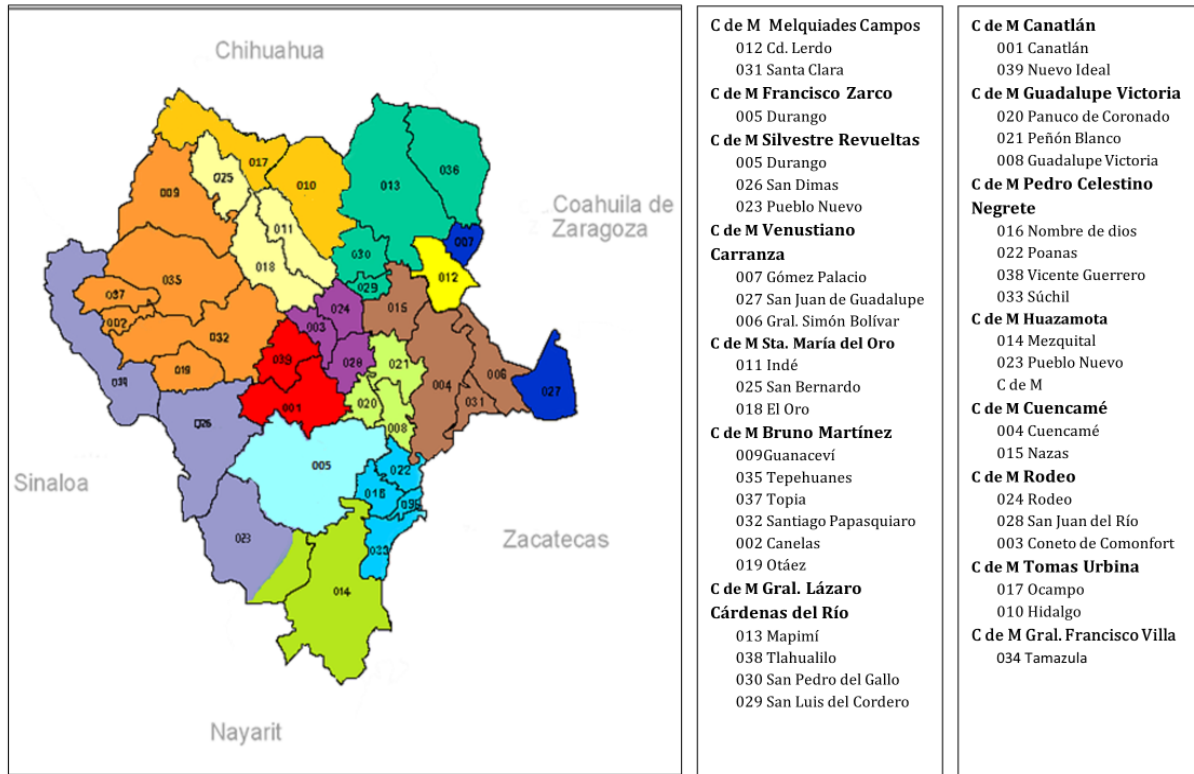 Chihuahua
017
036
025
010
013
009
Coahuila de
Zaragoza
011
007
030
018
012
035
029
037
024
015
002
003
032
039
028
021
006
019
004
027
001
020
031
008
005
022
Sinaloa
Zacatecas
023
014
Nayarit
C de M Melquiades Campos
012 Cd. Lerdo
031 Santa Clara
C de M Francisco Zarco
005 Durango
C de M Silvestre Revueltas
005 Durango
026 San Dimas
023 Pueblo Nuevo
C de M Venustiano
Carranza
007 Gómez Palacio
027 San Juan de Guadalupe
006 Gral. Simón Bolívar
C de M Sta. María del Oro
011 Indé
025 San Bernardo
018 El Oro
C de M Bruno Martínez
009Guanaceví
035 Tepehuanes
037 Topia
032 Santiago Papasquiaro
002 Canelas
019 Otáez
C de M Gral. Lázaro
Cárdenas del Río
013 Mapimí
038 Tlahualilo
030 San Pedro del Gallo
029 San Luis del Cordero
C de M Canatlán
001 Canatlán
039 Nuevo Ideal
C de M Guadalupe Victoria
020 Panuco de Coronado
021 Peñón Blanco
008 Guadalupe Victoria
C de M Pedro Celestino
Negrete
016 Nombre de dios
022 Poanas
038 Vicente Guerrero
033 Súchil
C de M Huazamota
014 Mezquital
023 Pueblo Nuevo
C de M
C de M Cuencamé
004 Cuencamé
015 Nazas
C de M Rodeo
024 Rodeo
028 San Juan del Río
003 Coneto de Comonfort
C de M Tomas Urbina
017 Ocampo
010 Hidalgo
C de M Gral. Francisco Villa
034 Tamazula